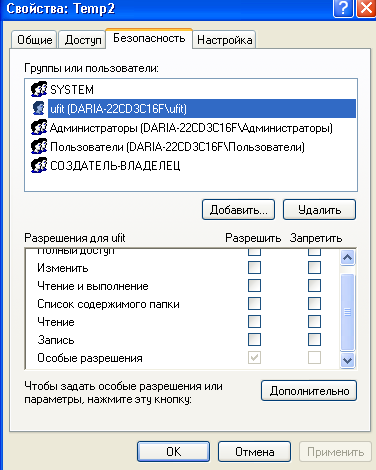 Свойства: Temp2
Общие Доступ Безопасность Настройка
Группы или пользователи:
SYSTEM
ufit (DARIA-22CD3C16F\ufit)
Администраторы (DARIA-22CD3C16F\Администраторы)
Пользователи (DARIA-22CD3C16F\Пользователи)
СОЗДАТЕЛЬ-ВЛАДЕЛЕЦ
Добавить... Удалить
Разрешения для ufit Разрешить Запретить
Полный доступ
Изменить
Чтение и выполнение
Список содержимого папки
Чтение
Запись
Особые разрешения
Чтобы задать особые разрешения или
параметры, нажмите эту кнопку: Дополнительно
OK Отмена Применить